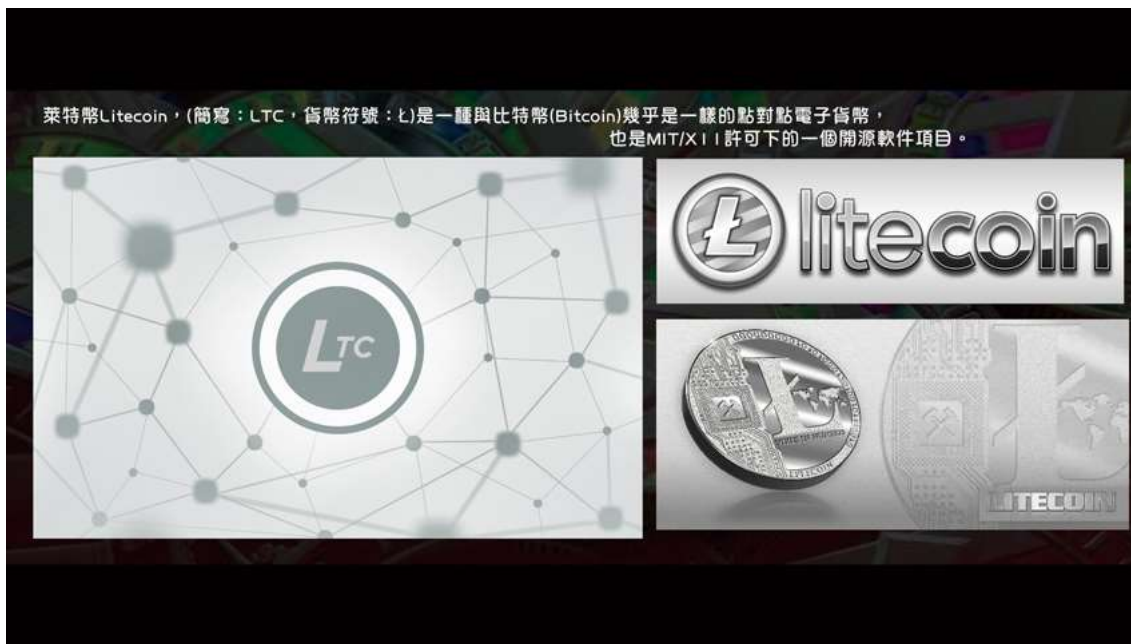 萊特幣Litecoin，(簡寫：LTC，貨幣符號：Ł)是一種與比特幣(Bitcoin)幾乎是一樣的點對點電子貨幣，
也是MIT/X11許可下的一個開源軟件項目。
LTC
Ł litecoin
LITECOIN
LITECOIN